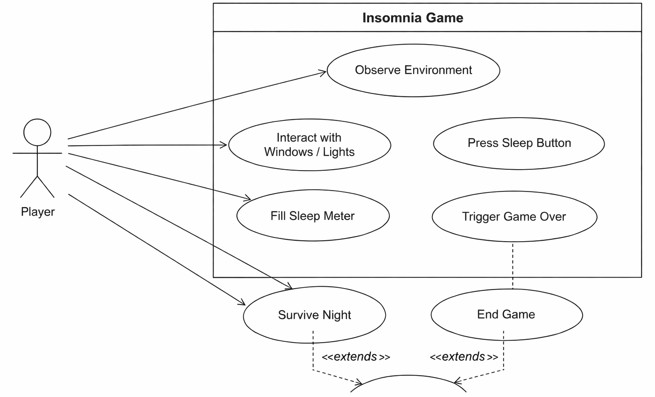 Insomnia Game
Observe Environment
Interact with
Windows / Lights
Press Sleep Button
Player
Fill Sleep Meter
Trigger Game Over
Survive Night
End Game
<<extends>>
<<extends>>